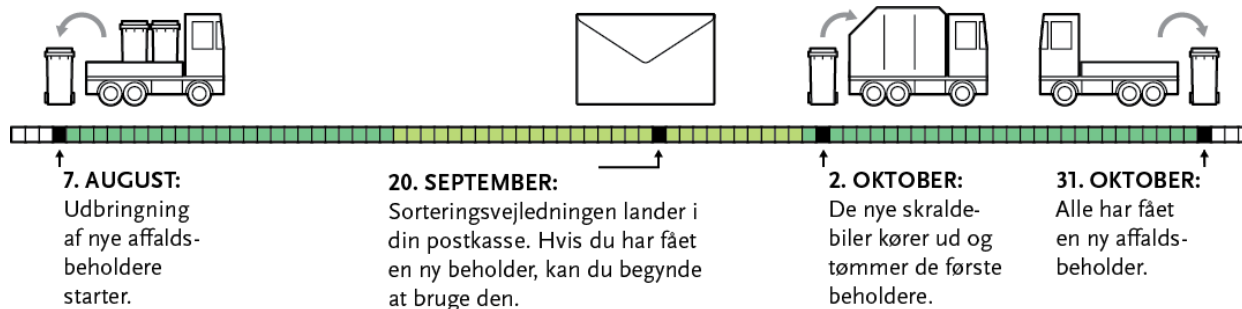 7. AUGUST:
Udbringning
af nye affalds-
beholdere
starter.
20. SEPTEMBER:
Sorteringsvejledningen lander i
din postkasse. Hvis du har fået
en ny beholder, kan du begynde
at bruge den.
2. OKTOBER:
De nye skralde-
biler kører ud og
tømmer de første
beholdere.
31. OKTOBER:
Alle har fået
en ny affalds-
beholder.